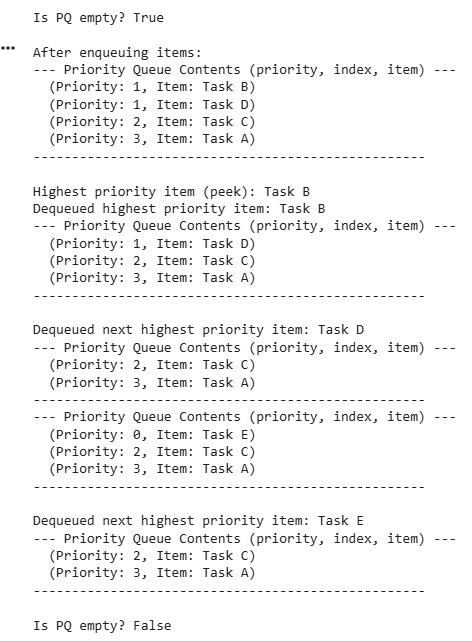 Is PQ empty? True
After enqueuing items:
--- Priority Queue Contents (priority, index, item) ---
(Priority: 1, Item: Task B)
(Priority: 1, Item: Task D)
(Priority: 2, Item: Task C)
(Priority: 3, Item: Task A)
---------------------------------------------------
Highest priority item (peek): Task B
Dequeued highest priority item: Task B
--- Priority Queue Contents (priority, index, item) ---
(Priority: 1, Item: Task D)
(Priority: 2, Item: Task C)
(Priority: 3, Item: Task A)
---------------------------------------------------
Dequeued next highest priority item: Task D
--- Priority Queue Contents (priority, index, item) ---
(Priority: 2, Item: Task C)
(Priority: 3, Item: Task A)
---------------------------------------------------
--- Priority Queue Contents (priority, index, item) ---
(Priority: 0, Item: Task E)
(Priority: 2, Item: Task C)
(Priority: 3, Item: Task A)
---------------------------------------------------
Dequeued next highest priority item: Task E
--- Priority Queue Contents (priority, index, item) ---
(Priority: 2, Item: Task C)
(Priority: 3, Item: Task A)
---------------------------------------------------
Is PQ empty? False